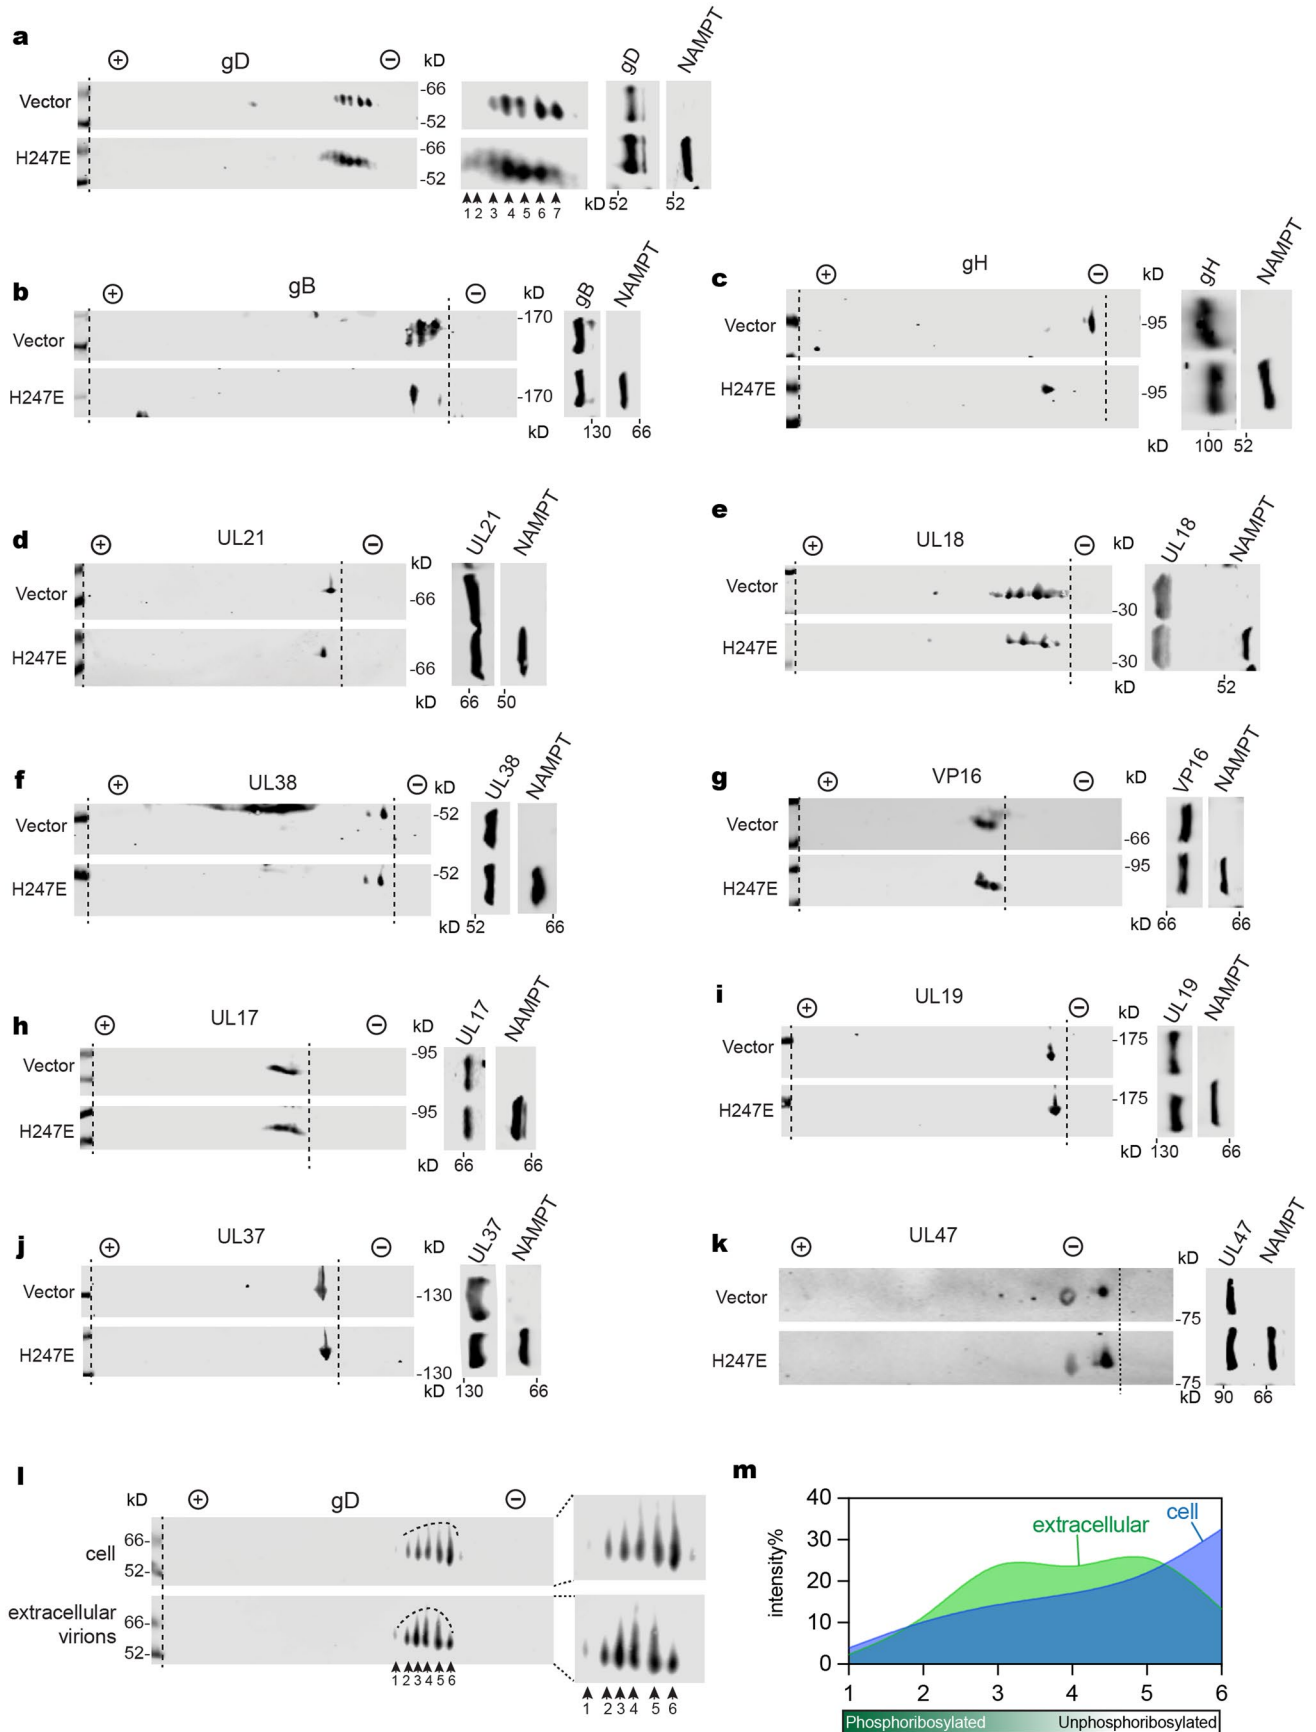 a
⊕ gD ⊖ kD gD NAMPT
Vector -66
-52
H247E -66
-52
1 2 3 4 5 6 7 kD 52 52
b ⊕ gB ⊖ kD gB NAMPT
Vector -170
H247E -170
kD 130 66
c ⊕ gH ⊖ kD gH NAMPT
Vector -95
H247E -95
kD 100 52
d ⊕ UL21 ⊖ kD UL21 NAMPT
Vector -66
H247E -66
kD 66 50
e ⊕ UL18 ⊖ kD UL18 NAMPT
Vector -30
H247E -30
kD 52
f ⊕ UL38 ⊖ kD UL38 NAMPT
Vector -52
H247E -52
kD 52 66
g ⊕ VP16 ⊖ kD VP16 NAMPT
Vector -66
H247E -95
kD 66 66
h ⊕ UL17 ⊖ kD UL17 NAMPT
Vector -95
H247E -95
kD 66 66
i ⊕ UL19 ⊖ UL19 NAMPT
Vector -175
H247E -175
kD 130 66
j ⊕ UL37 ⊖ kD UL37 NAMPT
Vector -130
H247E -130
kD 130 66
k ⊕ UL47 ⊖ kD UL47 NAMPT
Vector -75
H247E -75
kD 90 66
l
kD ⊕ gD ⊖
cell 66-
52-
extracellular
virions 66-
52-
1 2 3 4 5 6
1 2 3 4 5 6
m
intensity%
40
30
20
10
0
extracellular cell
1 2 3 4 5 6
Phosphoribosylated Unphosphoribosylated